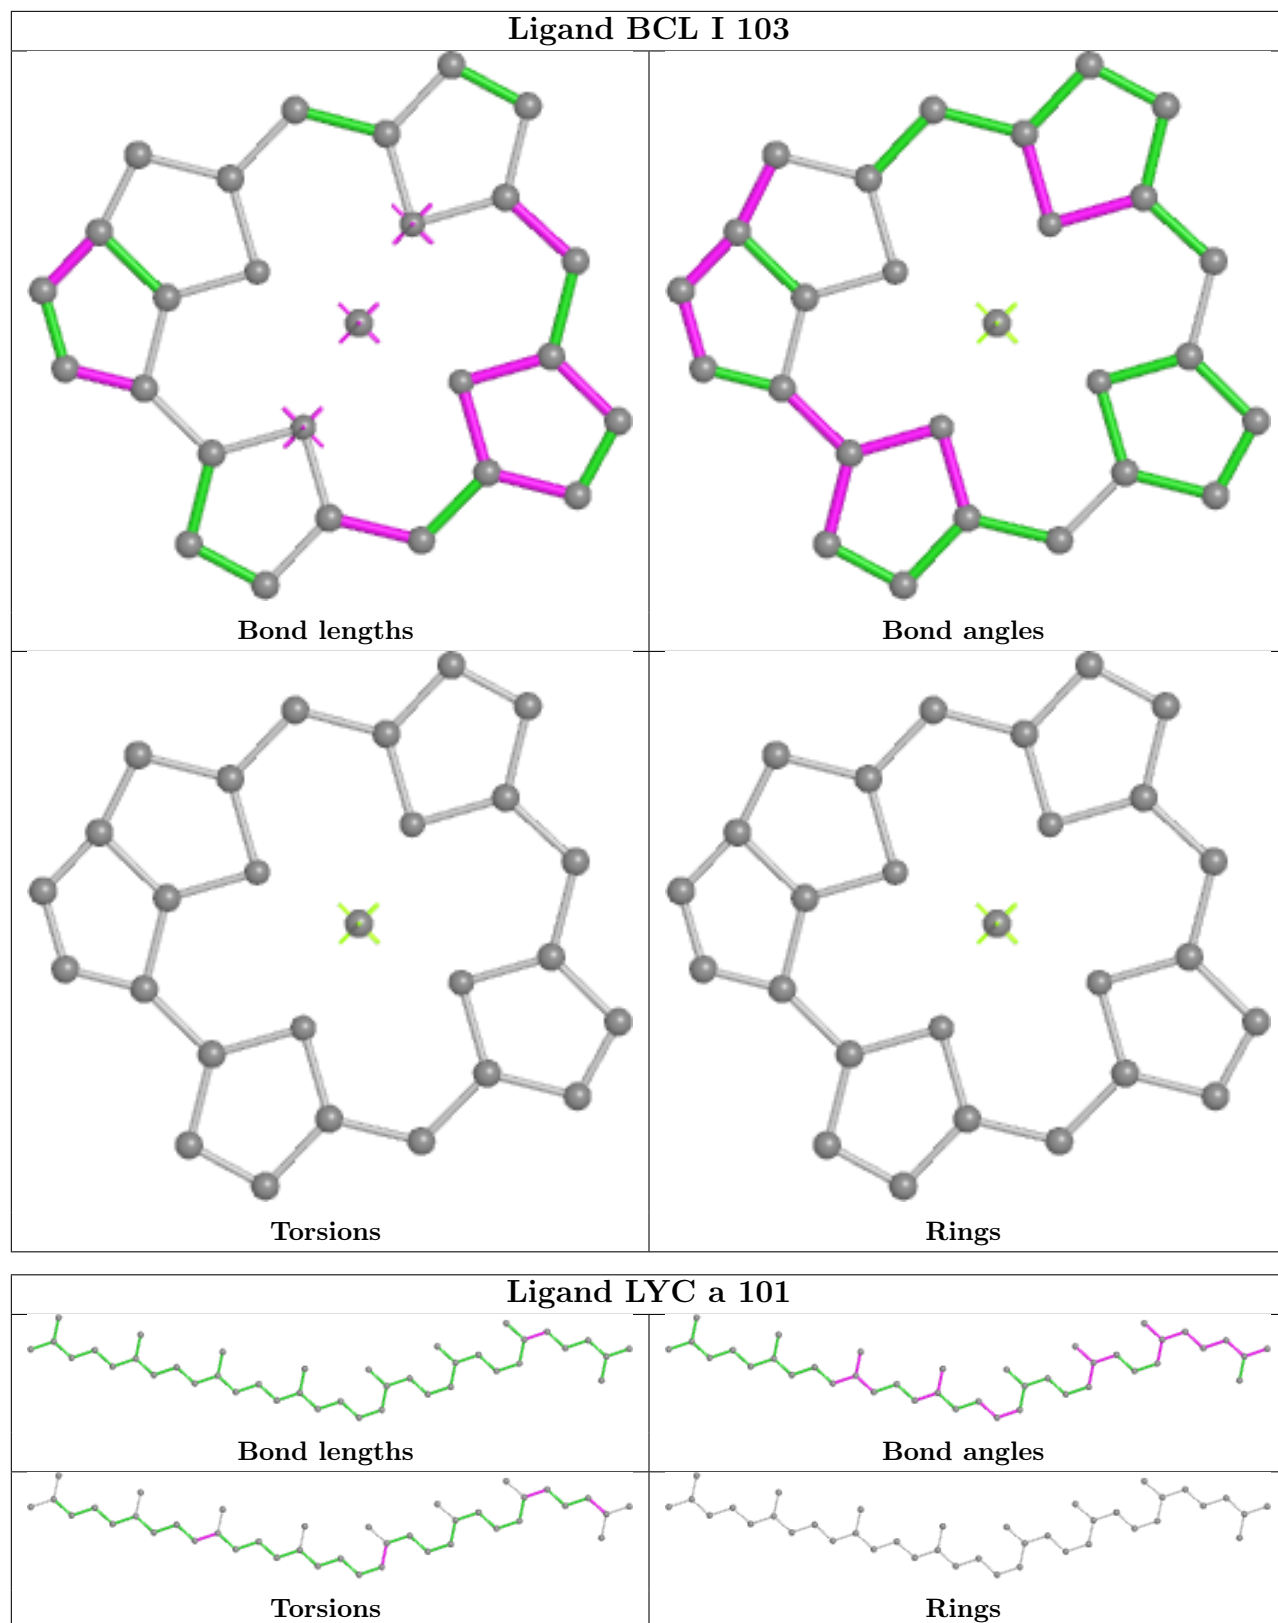 Ligand BCL I 103
Bond lengths
Bond angles
Torsions
Rings
Ligand LYC a 101
Bond lengths
Bond angles
Torsions
Rings